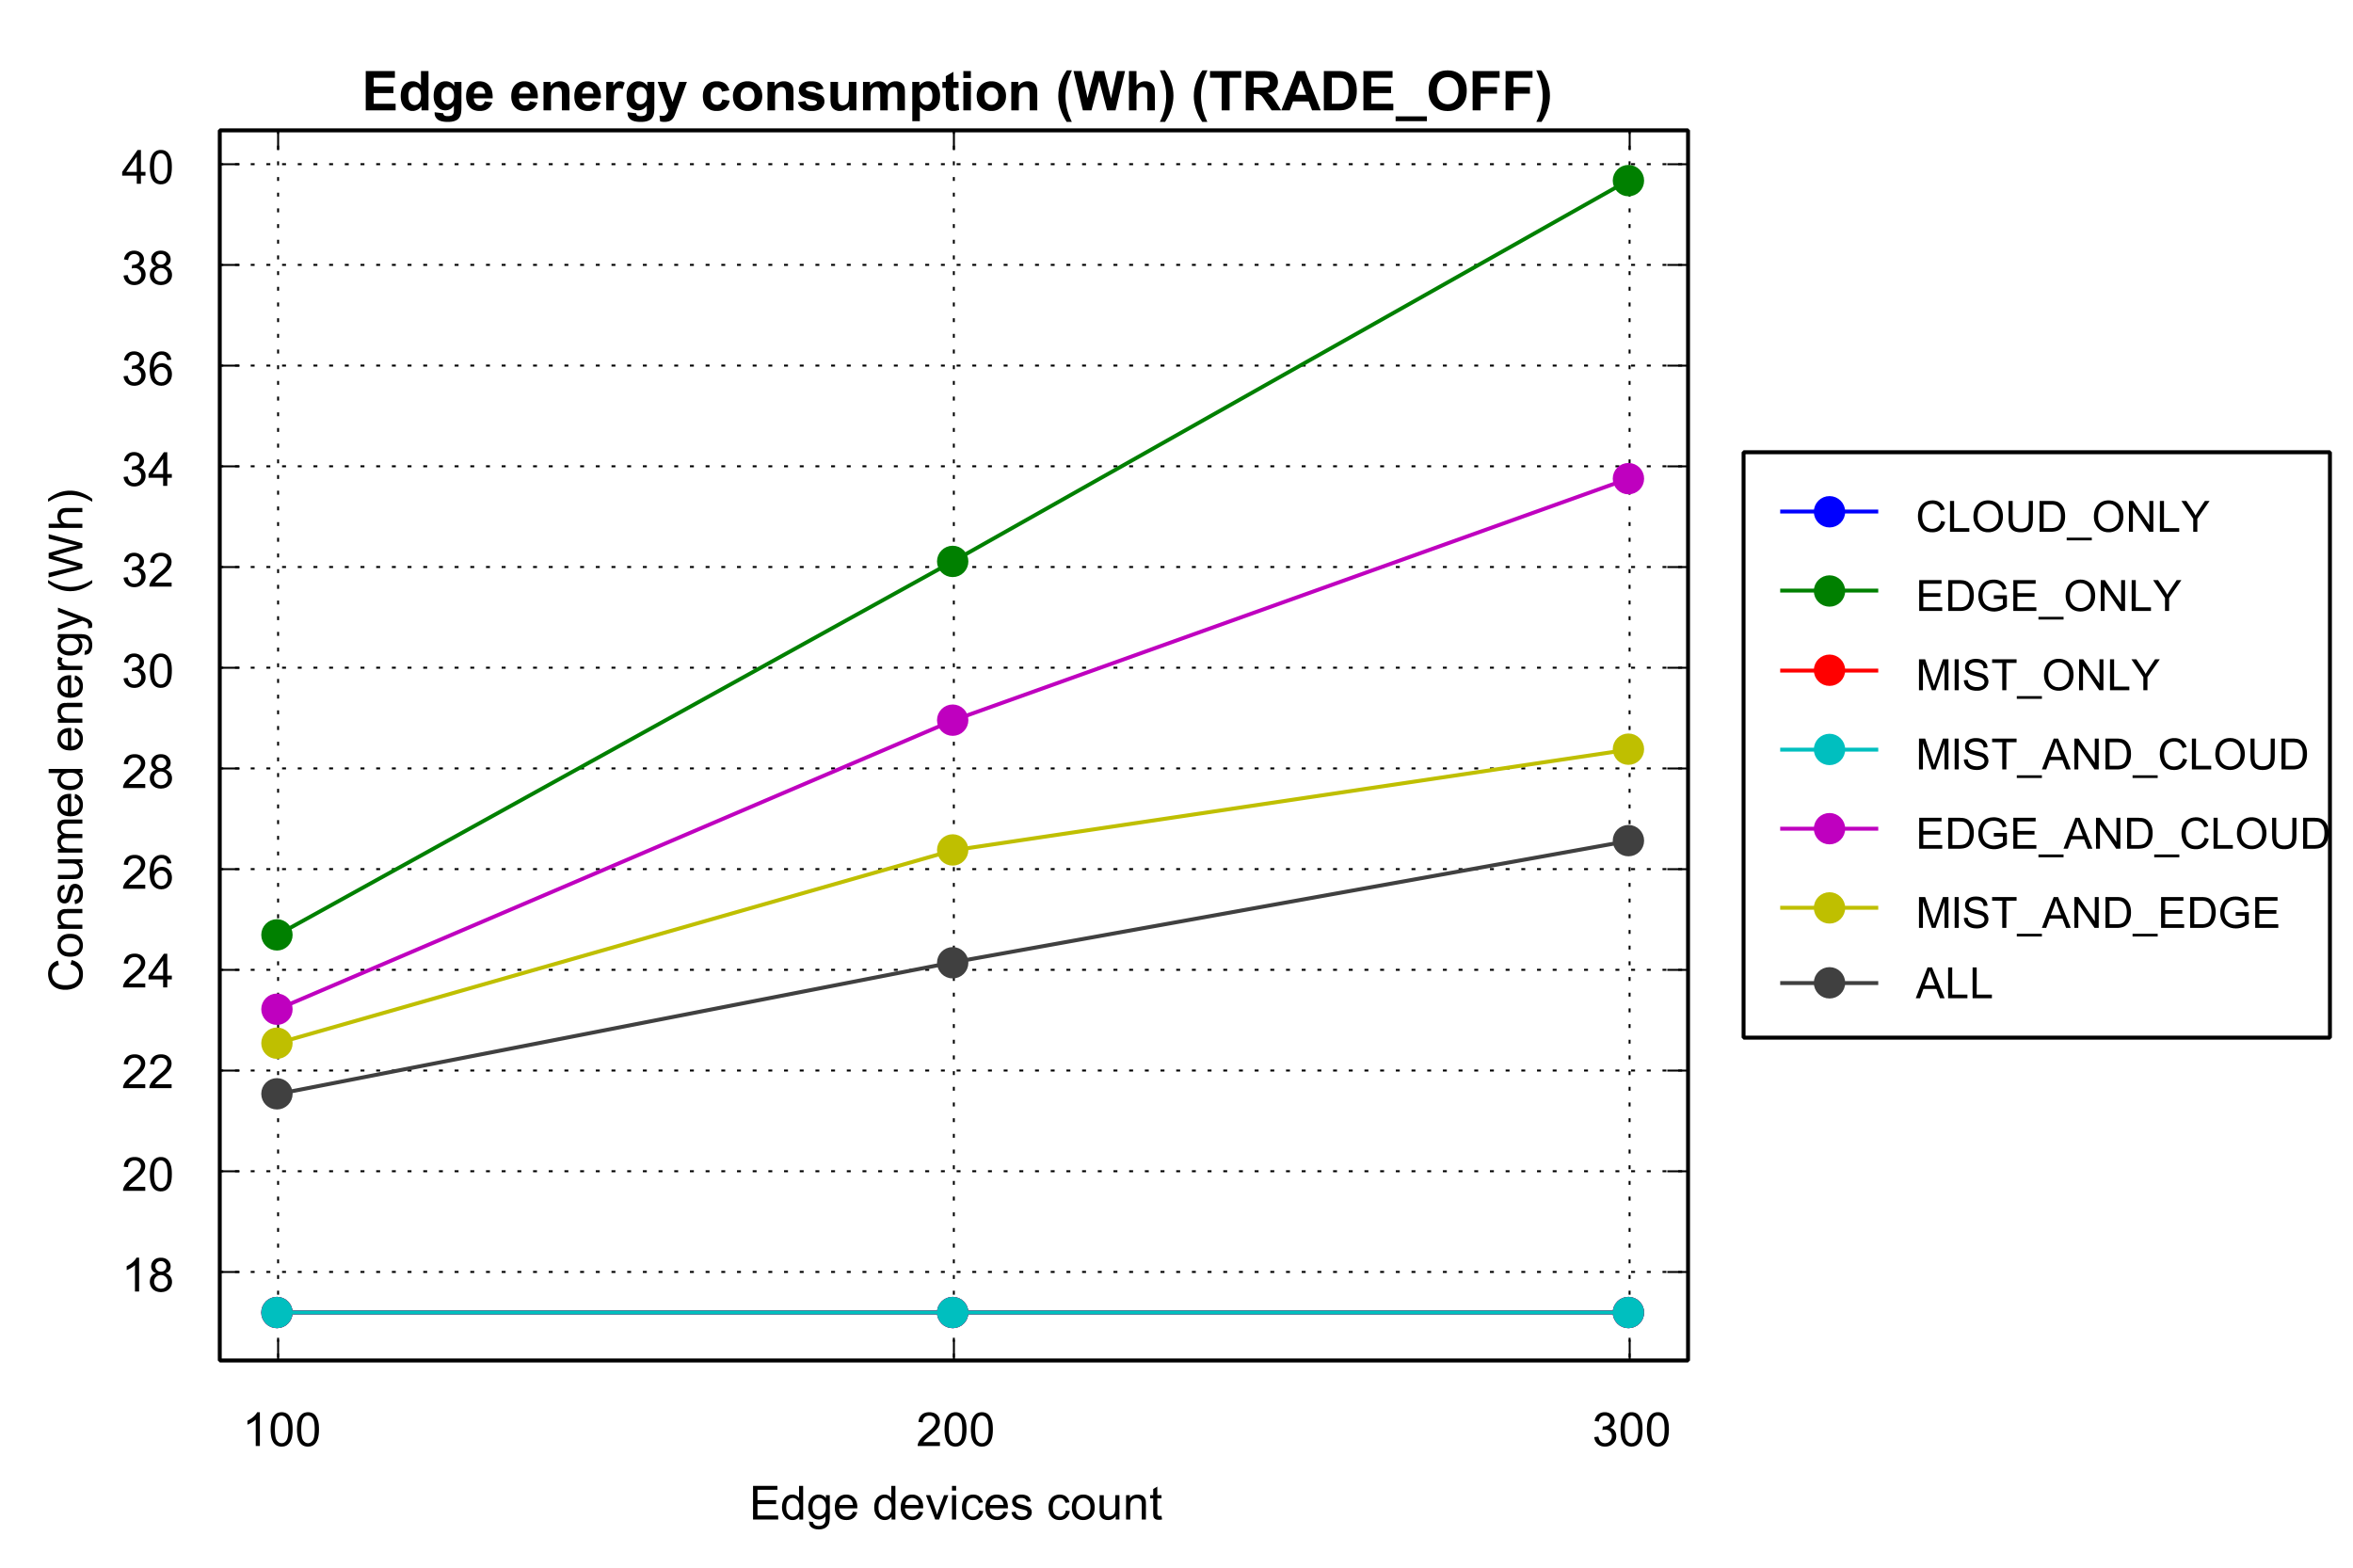 Edge energy consumption (Wh) (TRADE_OFF)
Consumed energy (Wh)
40
38
36
34
32
30
28
26
24
22
20
18
100 200 300
Edge devices count
CLOUD_ONLY
EDGE_ONLY
MIST_ONLY
MIST_AND_CLOUD
EDGE_AND_CLOUD
MIST_AND_EDGE
ALL